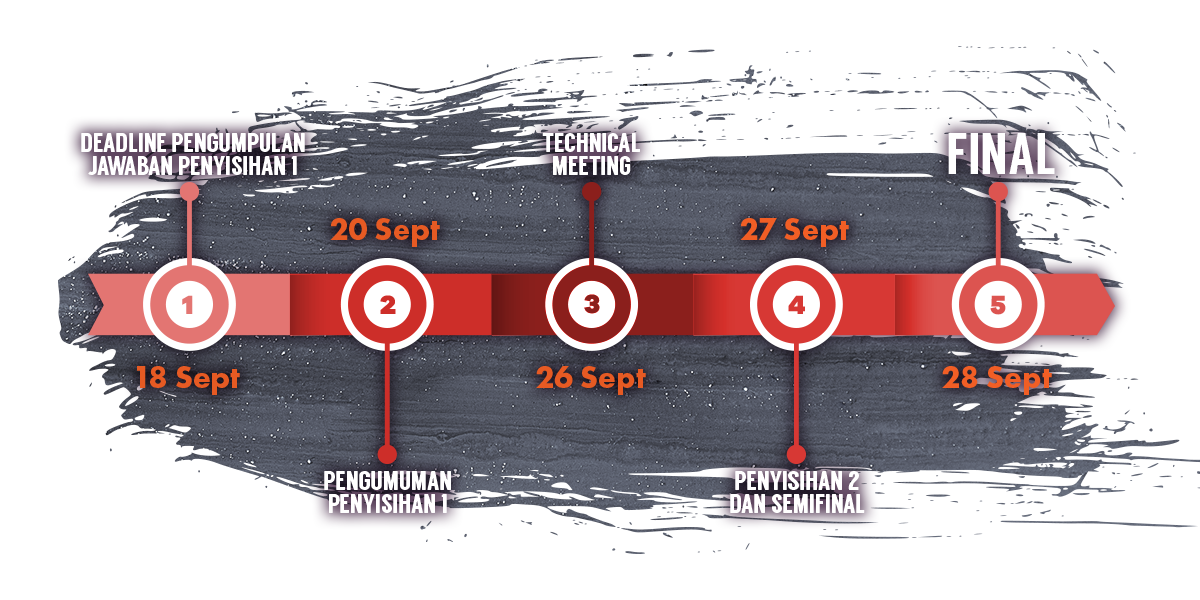 DEADLINE PENGUMPULAN
JAWABAN PENYISIHAN 1
1
18 Sept
20 Sept
2
PENGUMUMAN
PENYISIHAN 1
TECHNICAL
MEETING
3
26 Sept
27 Sept
4
PENYISIHAN 2
DAN SEMIFINAL
FINAL
5
28 Sept